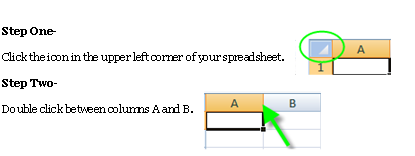 Step One-
Click the icon in the upper left corner of your spreadsheet.
A
1
Step Two-
Double click between columns A and B.
A B